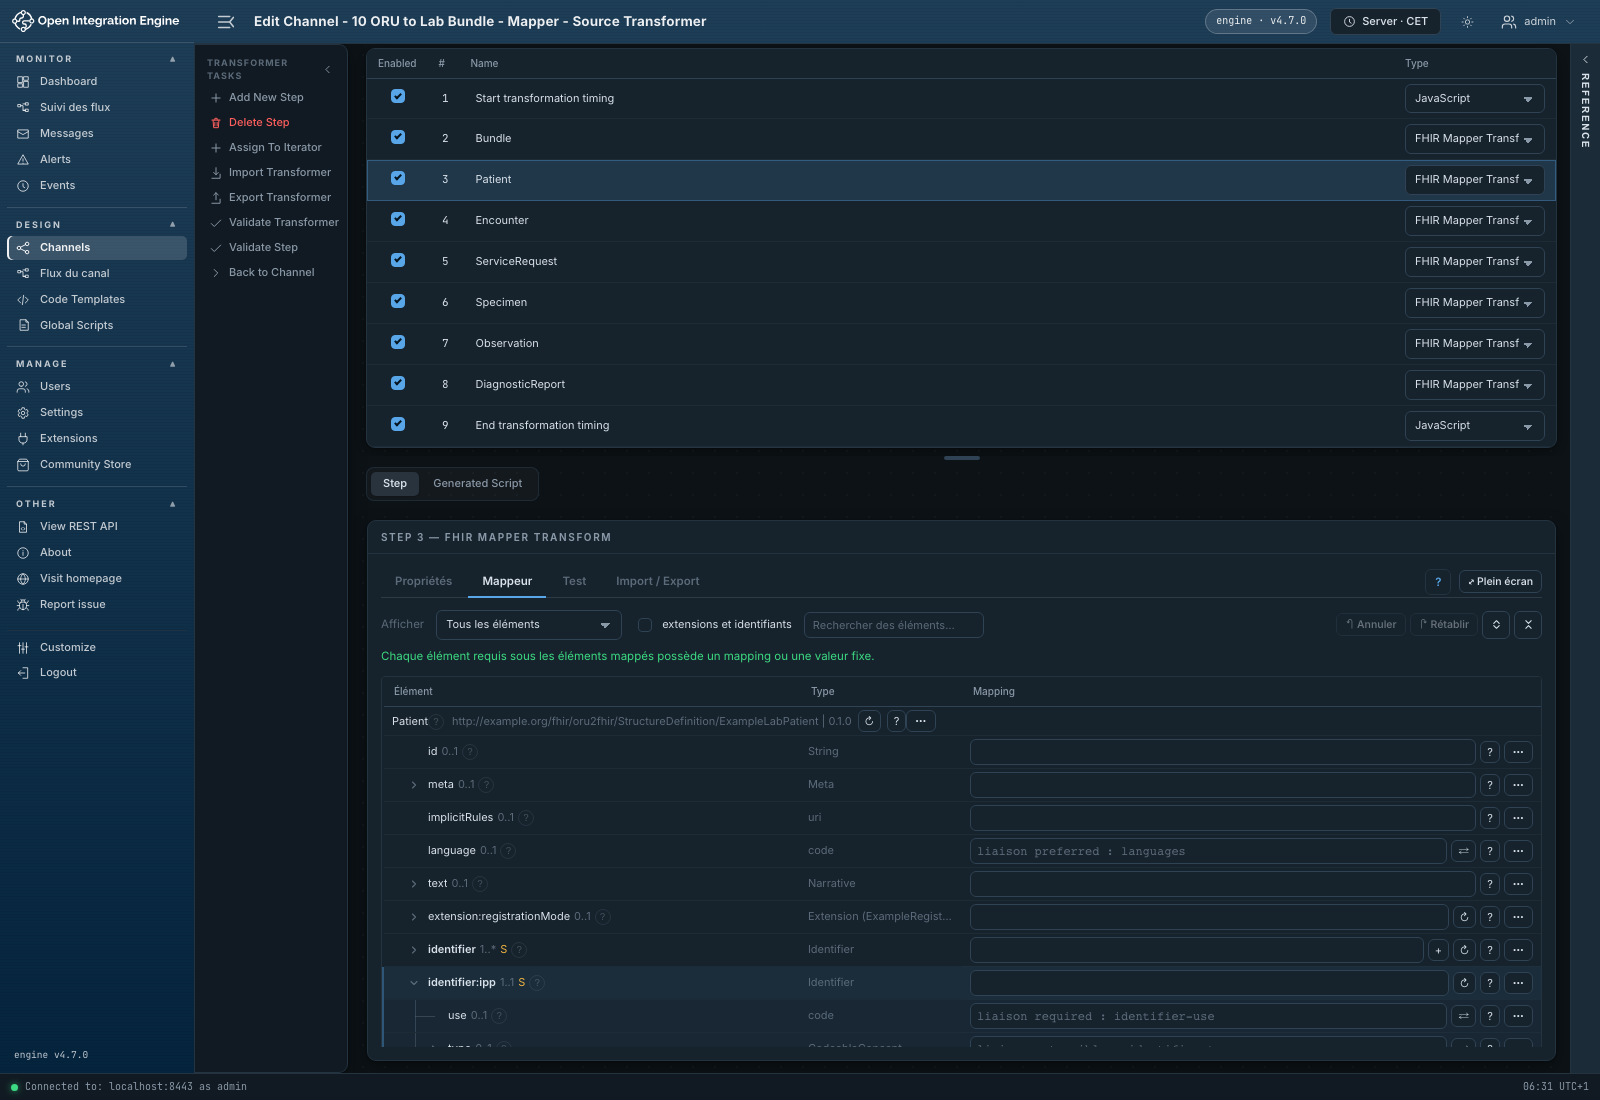 Open Integration Engine
Edit Channel - 10 ORU to Lab Bundle - Mapper - Source Transformer
engine · v4.7.0
Server · CET
admin
MONITOR
Dashboard
Suivi des flux
Messages
Alerts
Events
DESIGN
Channels
Flux du canal
Code Templates
Global Scripts
MANAGE
Users
Settings
Extensions
Community Store
OTHER
View REST API
About
Visit homepage
Report issue
Customize
Logout
engine v4.7.0
TRANSFORMER
TASKS
Add New Step
Delete Step
Assign To Iterator
Import Transformer
Export Transformer
Validate Transformer
Validate Step
Back to Channel
Enabled # Name Type
1 Start transformation timing JavaScript
2 Bundle FHIR Mapper Transf
3 Patient FHIR Mapper Transf
4 Encounter FHIR Mapper Transf
5 ServiceRequest FHIR Mapper Transf
6 Specimen FHIR Mapper Transf
7 Observation FHIR Mapper Transf
8 DiagnosticReport FHIR Mapper Transf
9 End transformation timing JavaScript
REFERENCE
Step Generated Script
STEP 3 — FHIR MAPPER TRANSFORM
Propriétés Mappeur Test Import / Export ? Plein écran
Afficher Tous les éléments extensions et identifiants Rechercher des éléments... Annuler Rétablir
Chaque élément requis sous les éléments mappés possède un mapping ou une valeur fixe.
Élément Type Mapping
Patient ? http://example.org/fhir/oru2fhir/StructureDefinition/ExampleLabPatient | 0.1.0 ? ...
id 0..1 ? String ? ...
meta 0..1 ? Meta ? ...
implicitRules 0..1 ? uri ? ...
language 0..1 ? code liaison preferred : languages ? ...
text 0..1 ? Narrative ? ...
extension:registrationMode 0..1 ? Extension (ExampleRegist... ? ...
identifier 1..* S ? Identifier + ? ...
identifier:ipp 1..1 S ? Identifier ? ...
use 0..1 ? code liaison required : identifier-use ? ...
Connected to: localhost:8443 as admin
06:31 UTC+1